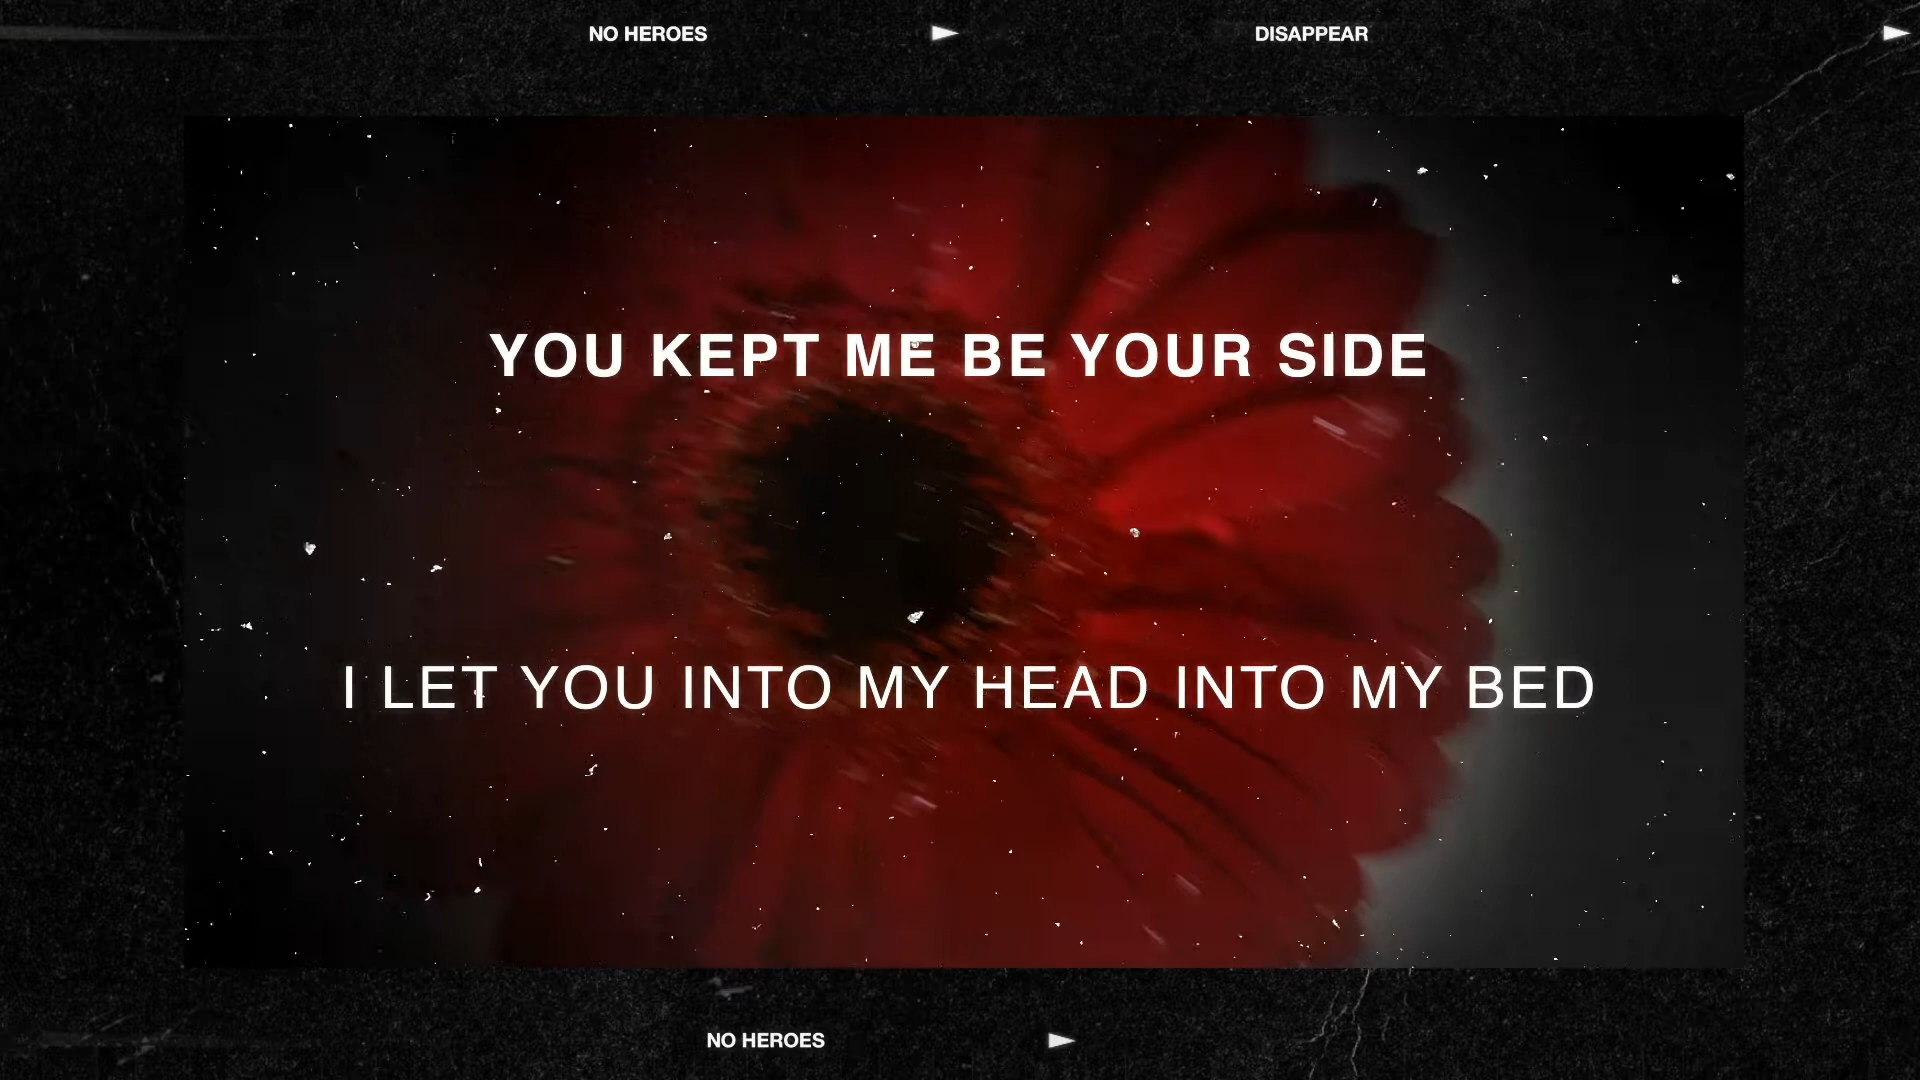 NO HEROES DISAPPEAR
YOU KEPT ME BE YOUR SIDE
I LET YOU INTO MY HEAD INTO MY BED
NO HEROES